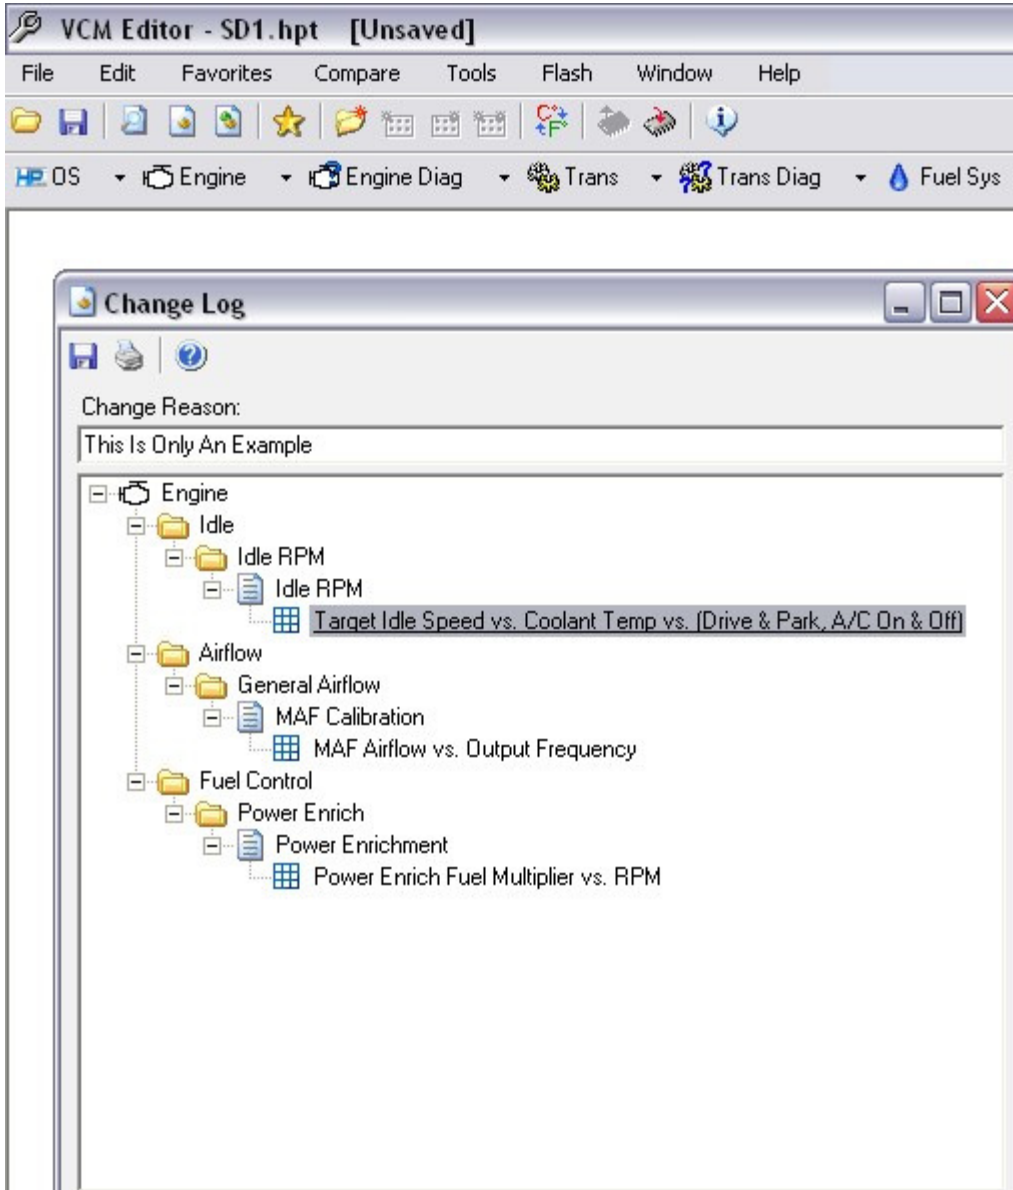 VCM Editor - SD1.hpt [Unsaved]
File Edit Favorites Compare Tools Flash Window Help
HP OS Engine Engine Diag Trans Trans Diag Fuel Sys
Change Log
Change Reason:
This Is Only An Example
Engine
Idle
Idle RPM
Idle RPM
Target Idle Speed vs. Coolant Temp vs. (Drive & Park, A/C On & Off)
Airflow
General Airflow
MAF Calibration
MAF Airflow vs. Output Frequency
Fuel Control
Power Enrich
Power Enrichment
Power Enrich Fuel Multiplier vs. RPM